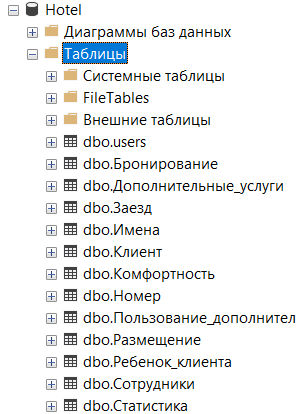 Hotel
Диаграммы баз данных
Таблицы
Системные таблицы
FileTables
Внешние таблицы
dbo.users
dbo.Бронирование
dbo.Дополнительные_услуги
dbo.Заезд
dbo.Имена
dbo.Клиент
dbo.Комфортность
dbo.Номер
dbo.Пользование_дополнител
dbo.Размещение
dbo.Ребенок_клиента
dbo.Сотрудники
dbo.Статистика